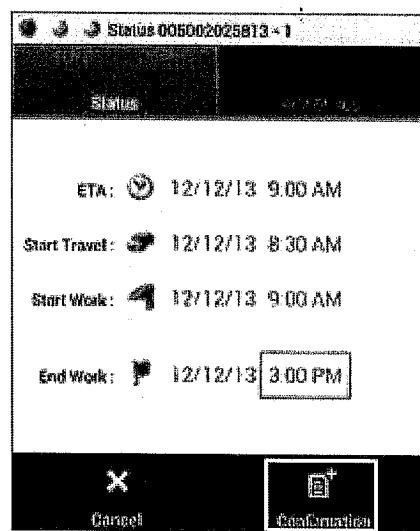 Status 005002025813 - 1
Status
ETA: 12/12/13 9:00 AM
Start Travel: 12/12/13 8:30 AM
Start Work: 12/12/13 9:00 AM
End Work: 12/12/13 3:00 PM
Cancel Confirmation